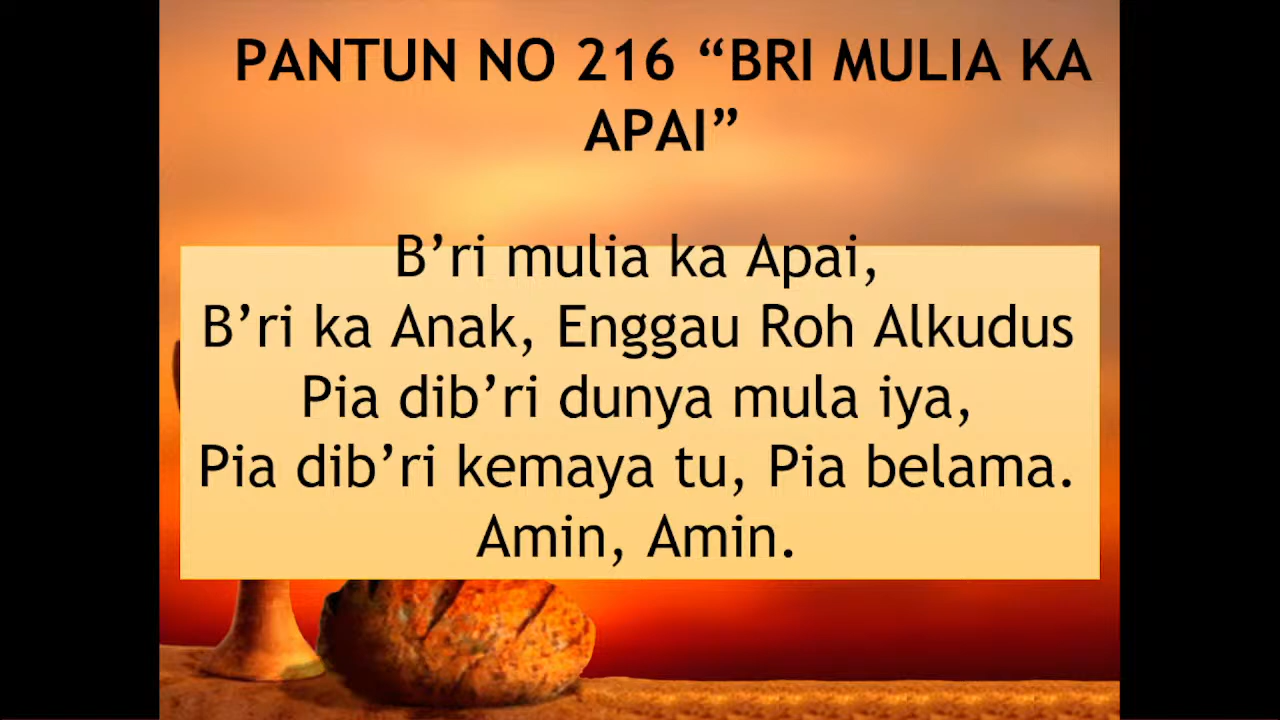 PANTUN NO 216 “BRI MULIA KA
APAI”
B’ri mulia ka Apai,
B’ri ka Anak, Enggau Roh Alkudus
Pia dib’ri dunya mula iya,
Pia dib’ri kemaya tu, Pia belama.
Amin, Amin.